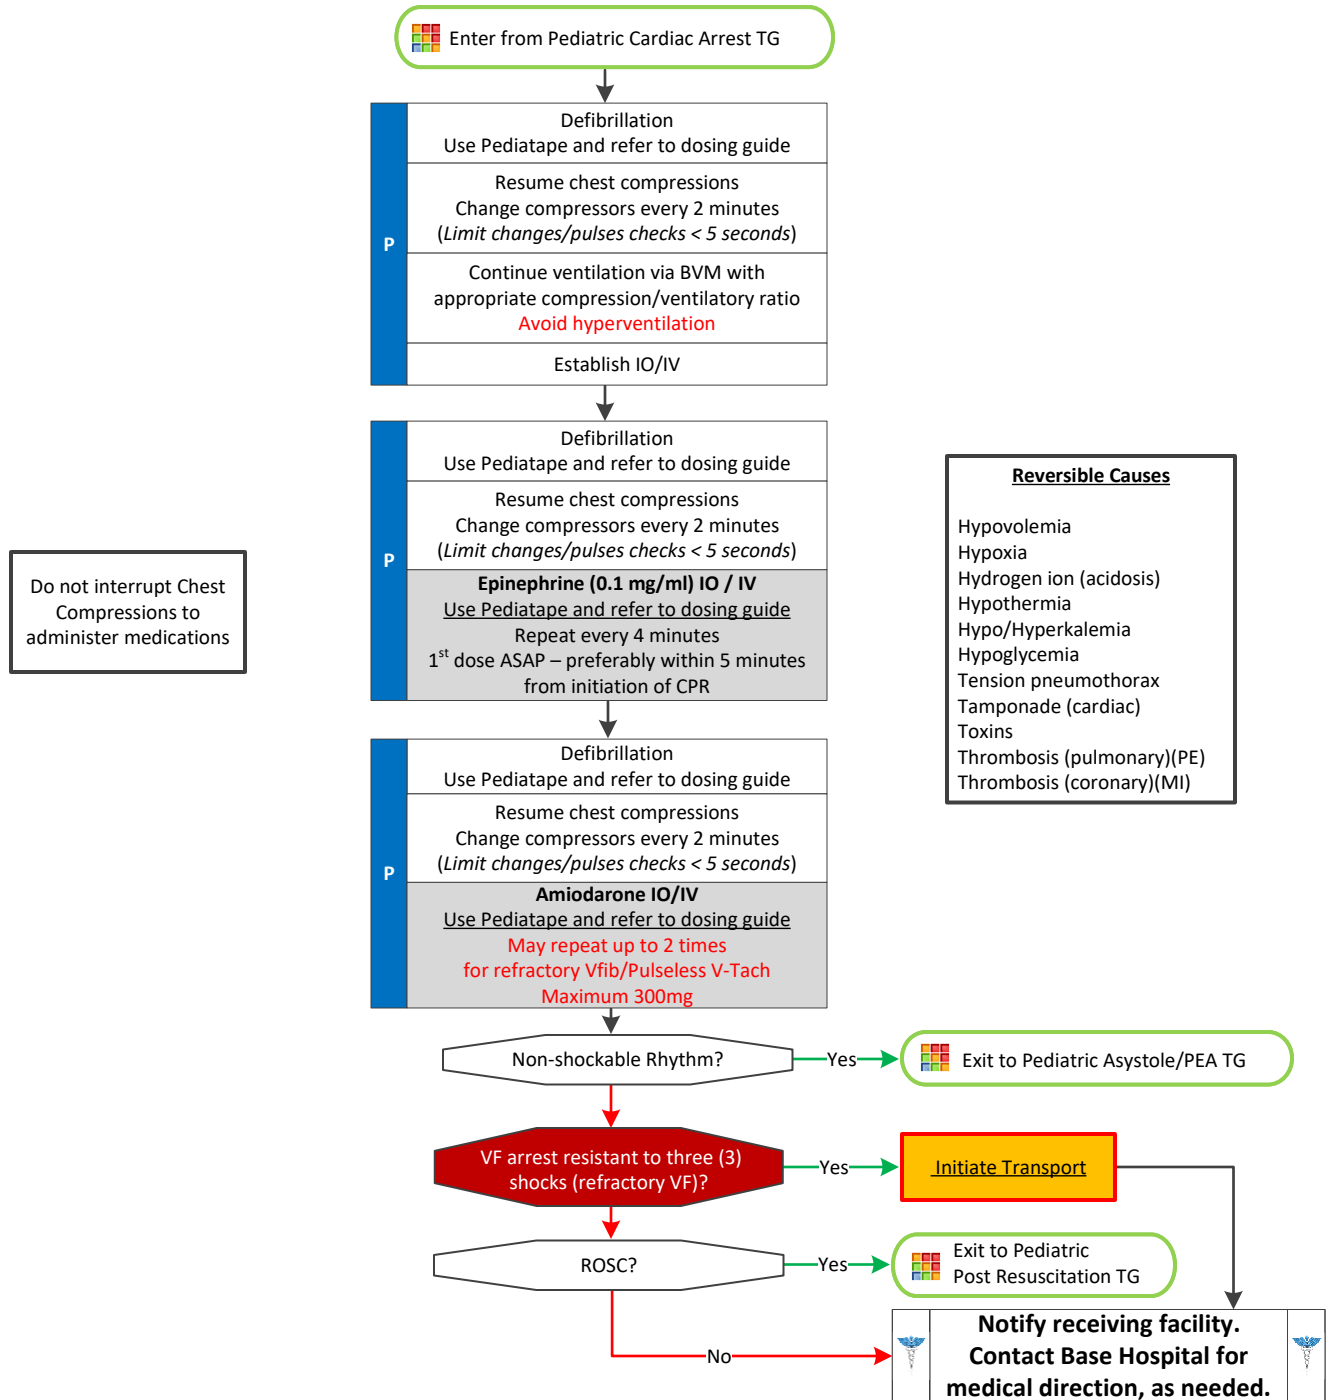 Enter from Pediatric Cardiac Arrest TG
P
Defibrillation
Use Pediatape and refer to dosing guide
Resume chest compressions
Change compressors every 2 minutes
(Limit changes/pulses checks < 5 seconds)
Continue ventilation via BVM with
appropriate compression/ventilatory ratio
Avoid hyperventilation
Establish IO/IV
P
Defibrillation
Use Pediatape and refer to dosing guide
Resume chest compressions
Change compressors every 2 minutes
(Limit changes/pulses checks < 5 seconds)
Epinephrine (0.1 mg/ml) IO / IV
Use Pediatape and refer to dosing guide
Repeat every 4 minutes
1st dose ASAP – preferably within 5 minutes
from initiation of CPR
Do not interrupt Chest
Compressions to
administer medications
Reversible Causes
Hypovolemia
Hypoxia
Hydrogen ion (acidosis)
Hypothermia
Hypo/Hyperkalemia
Hypoglycemia
Tension pneumothorax
Tamponade (cardiac)
Toxins
Thrombosis (pulmonary)(PE)
Thrombosis (coronary)(MI)
P
Defibrillation
Use Pediatape and refer to dosing guide
Resume chest compressions
Change compressors every 2 minutes
(Limit changes/pulses checks < 5 seconds)
Amiodarone IO/IV
Use Pediatape and refer to dosing guide
May repeat up to 2 times
for refractory Vfib/Pulseless V-Tach
Maximum 300mg
Non-shockable Rhythm?
Yes
Exit to Pediatric Asystole/PEA TG
VF arrest resistant to three (3)
shocks (refractory VF)?
Yes
Initiate Transport
ROSC?
Yes
Exit to Pediatric
Post Resuscitation TG
No
Notify receiving facility.
Contact Base Hospital for
medical direction, as needed.